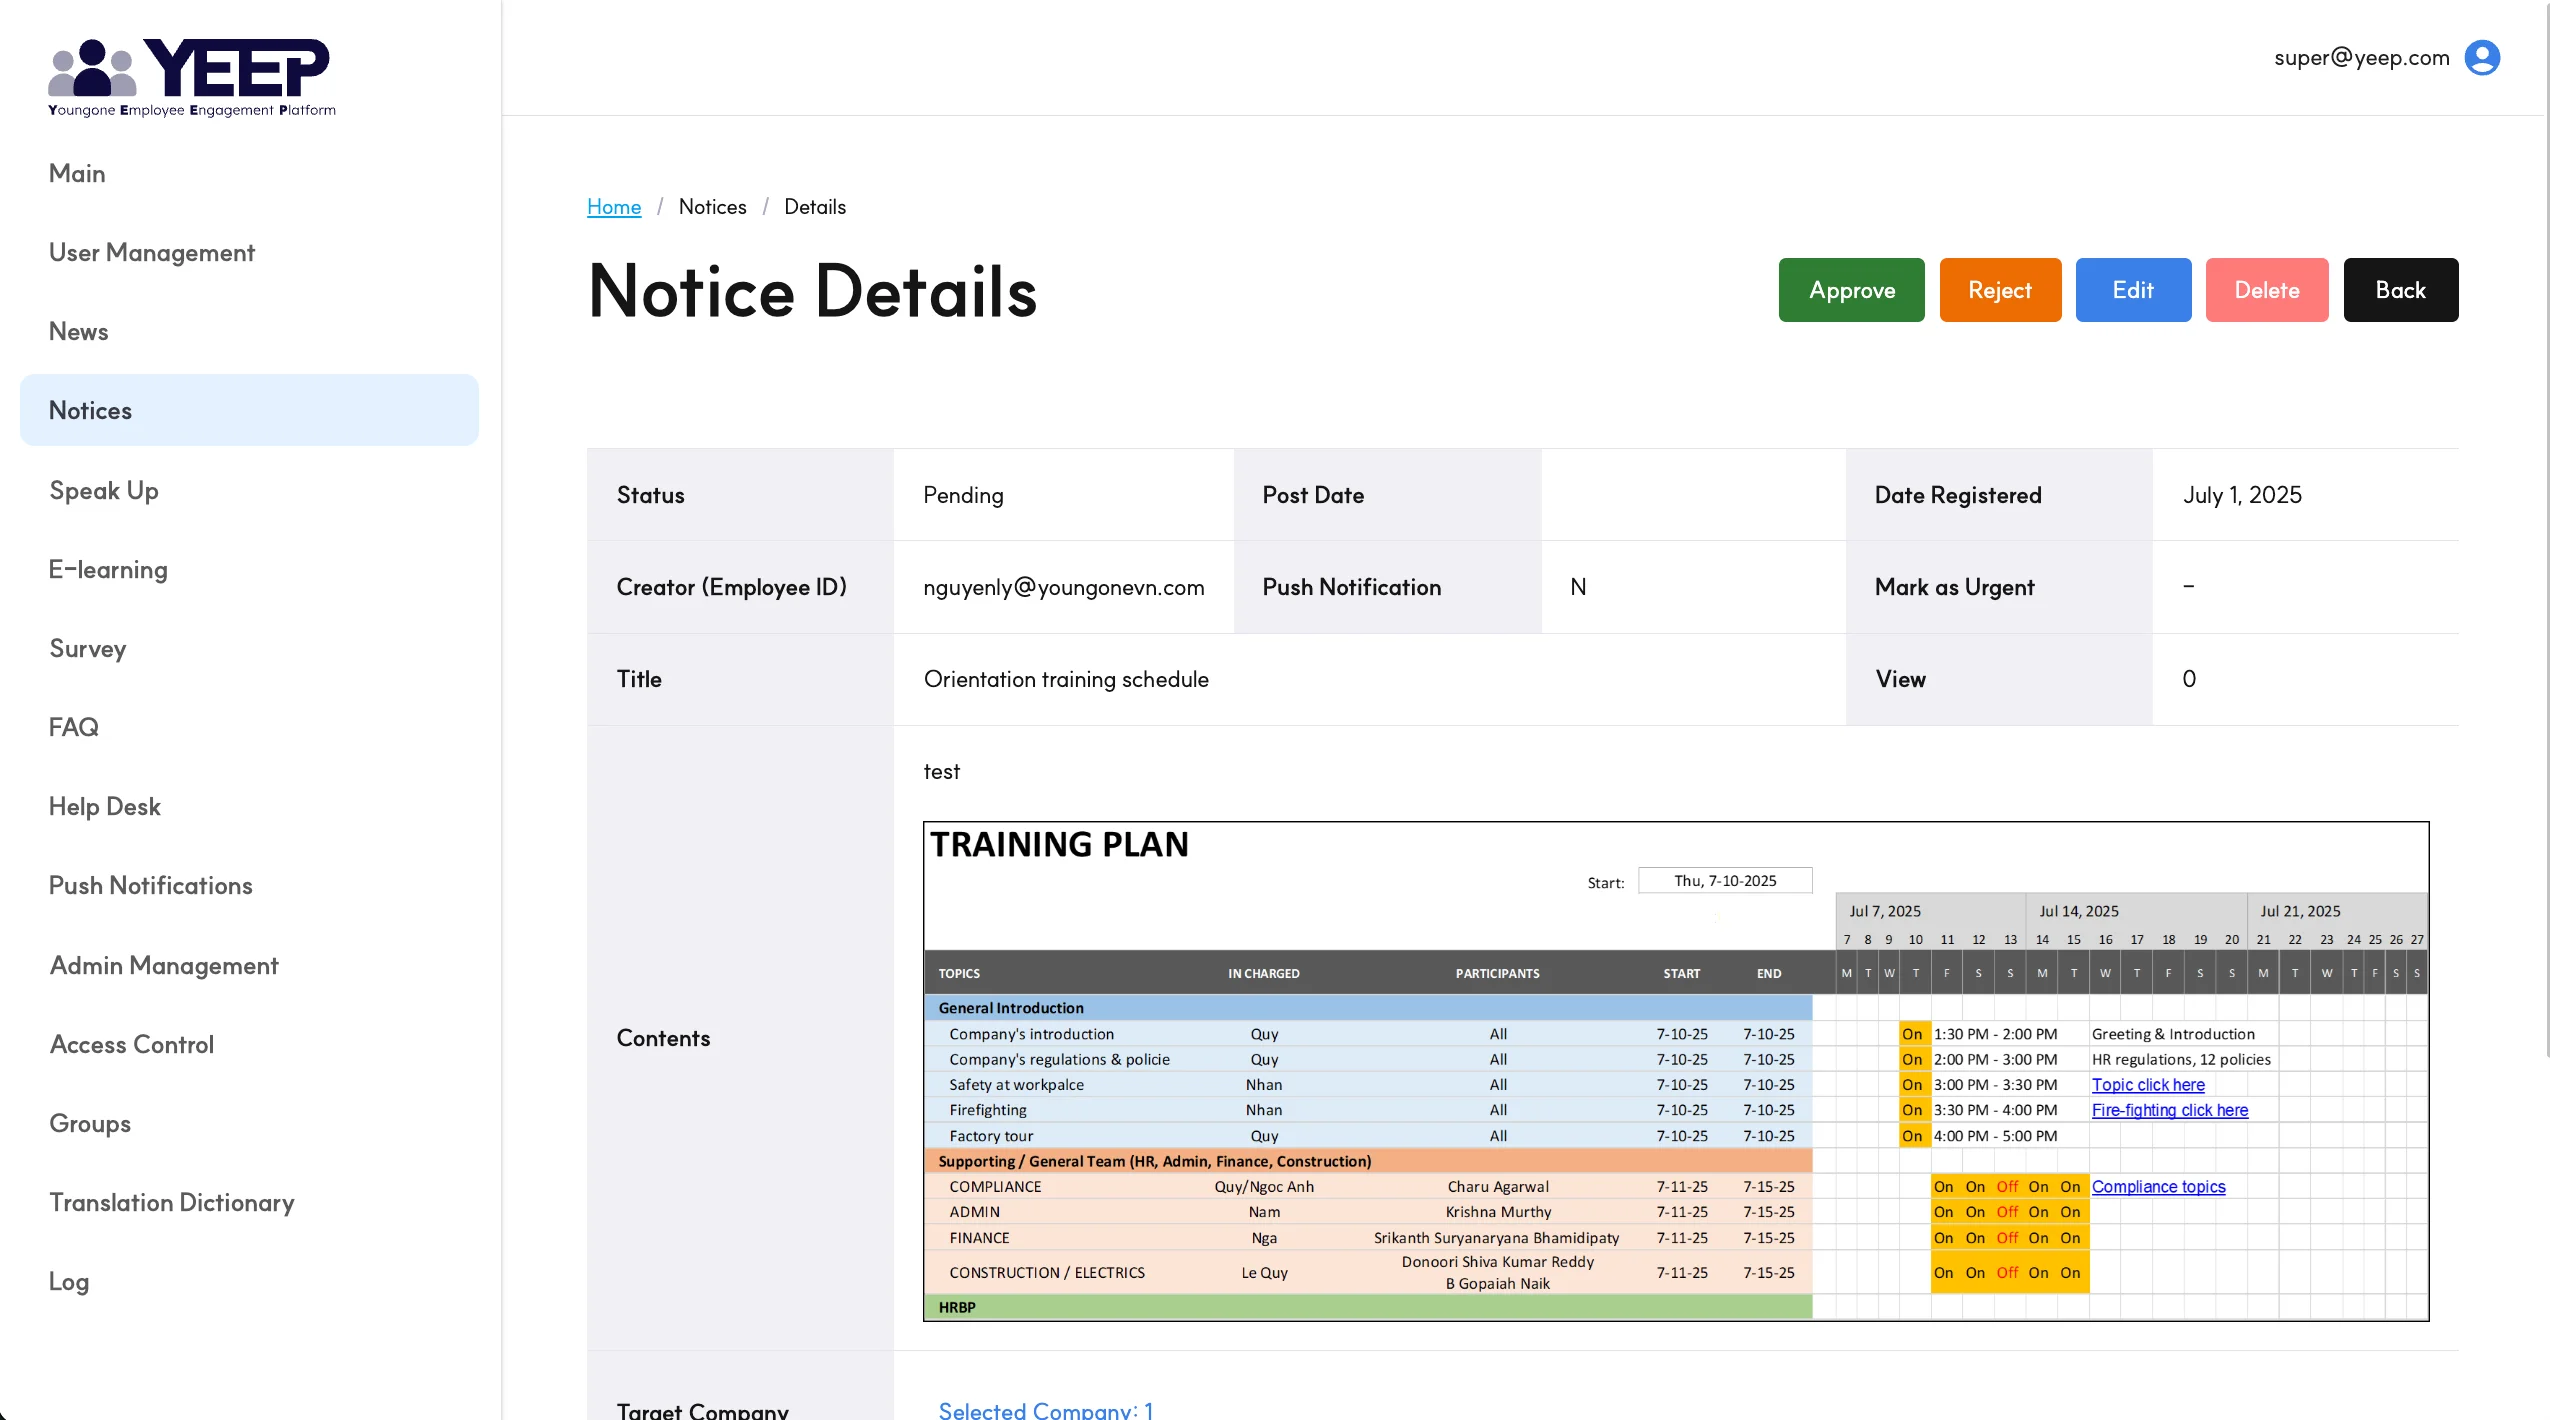 YEEP
Youngone Employee Engagement Platform
super@yeep.com
Main
User Management
News
Notices
Speak Up
E-learning
Survey
FAQ
Help Desk
Push Notifications
Admin Management
Access Control
Groups
Translation Dictionary
Log
Home / Notices / Details
Notice Details
Approve Reject Edit Delete Back
Status Pending Post Date Date Registered July 1, 2025
Creator (Employee ID) nguyenly@youngonevn.com Push Notification N Mark as Urgent -
Title Orientation training schedule View 0
Contents
test
TRAINING PLAN
Start: Thu, 7-10-2025
Jul 7, 2025 Jul 14, 2025 Jul 21, 2025
7 8 9 10 11 12 13 14 15 16 17 18 19 20 21 22 23 24 25 26 27
TOPICS IN CHARGED PARTICIPANTS START END M T W T F S S M T W T F S S M T W T F S S
General Introduction
Company's introduction Quy All 7-10-25 7-10-25 On 1:30 PM - 2:00 PM Greeting & Introduction
Company's regulations & policie Quy All 7-10-25 7-10-25 On 2:00 PM - 3:00 PM HR regulations, 12 policies
Safety at workpalce Nhan All 7-10-25 7-10-25 On 3:00 PM - 3:30 PM Topic click here
Firefighting Nhan All 7-10-25 7-10-25 On 3:30 PM - 4:00 PM Fire-fighting click here
Factory tour Quy All 7-10-25 7-10-25 On 4:00 PM - 5:00 PM
Supporting / General Team (HR, Admin, Finance, Construction)
COMPLIANCE Quy/Ngoc Anh Charu Agarwal 7-11-25 7-15-25 On On Off On On Compliance topics
ADMIN Nam Krishna Murthy 7-11-25 7-15-25 On On Off On On
FINANCE Nga Srikanth Suryanaryana Bhamidipaty 7-11-25 7-15-25 On On Off On On
CONSTRUCTION / ELECTRICS Le Quy Donoori Shiva Kumar Reddy
B Gopaiah Naik 7-11-25 7-15-25 On On Off On On
HRBP
Target Company Selected Company: 1